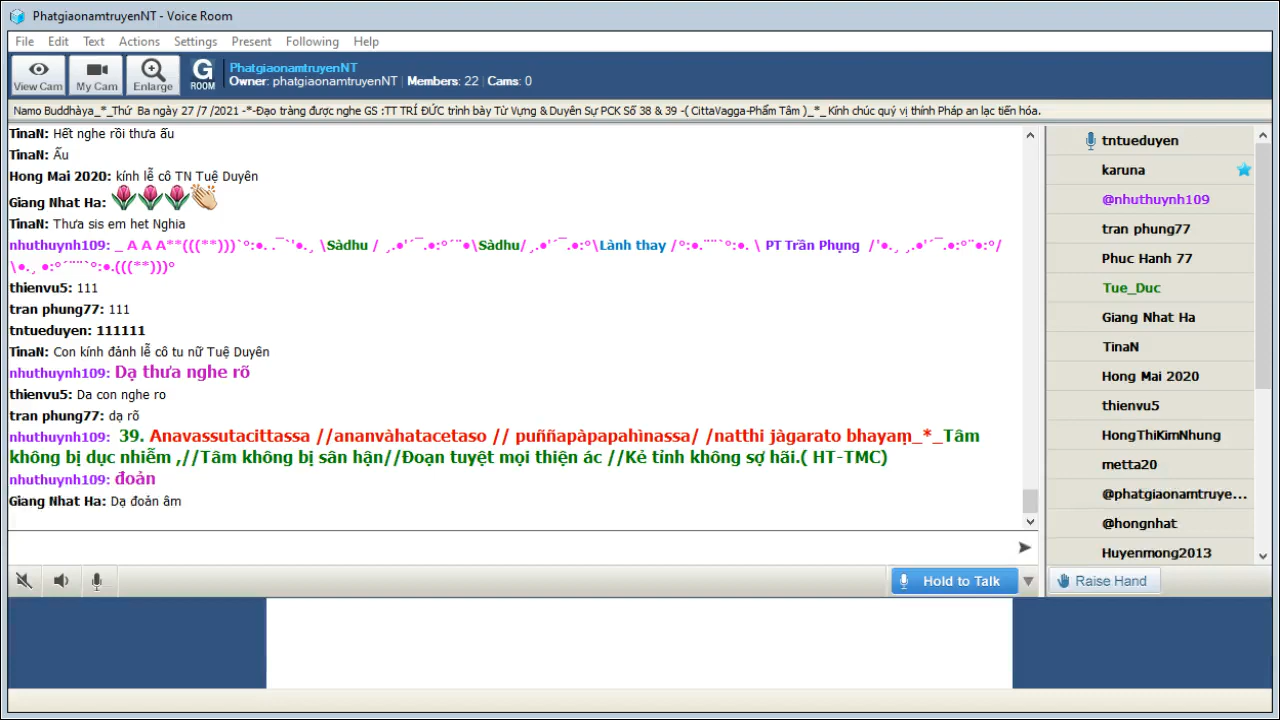 PhatgiaonamtruyenNT - Voice Room
File Edit Text Actions Settings Present Following Help
View Cam
My Cam
Enlarge
G
ROOM
PhatgiaonamtruyenNT
Owner: phatgiaonamtruyenNT | Members: 22 | Cams: 0
Namo Buddhàya_*_Thứ Ba ngày 27 /7 /2021 -*-Đạo tràng được nghe GS :TT TRÍ ĐỨC trình bày Từ Vựng & Duyên Sự PCK Số 38 & 39 -( CittaVagga-Phẩm Tâm )_*_ Kính chúc quý vị thính Pháp an lạc tiến hóa.
TinaN: Hết nghe rồi thưa ấu
TinaN: Ấu
Hong Mai 2020: kính lễ cô TN Tuệ Duyên
Giang Nhat Ha:
TinaN: Thưa sis em het Nghia
nhuthuynh109: _ A A A**(((**)))`°:•. .¯`'•.¸ \Sàdhu / ¸.•'´¯.•:°´¨•\Sàdhu/¸.•'´¯.•:°\Lành thay /°:•.¨¨`°:•. \ PT Trần Phụng /'•.¸ ¸.•'´¯.•:°¨•:°/
\•.¸ •:°´¨¨`°:•.(((**)))°
thienvu5: 111
tran phung77: 111
tntueduyen: 111111
TinaN: Con kính đảnh lễ cô tu nữ Tuệ Duyên
nhuthuynh109: Dạ thưa nghe rõ
thienvu5: Da con nghe ro
tran phung77: dạ rõ
nhuthuynh109: 39. Anavassutacittassa //ananvàhatacetaso // puññapàpapahìnassa/ /natthi jàgarato bhayaṃ_*_Tâm
không bị dục nhiễm ,//Tâm không bị sân hận//Đoạn tuyệt mọi thiện ác //Kẻ tỉnh không sợ hãi.( HT-TMC)
nhuthuynh109: đoản
Giang Nhat Ha: Dạ đoản âm
Hold to Talk
tntueduyen
karuna
@nhuthuynh109
tran phung77
Phuc Hanh 77
Tue_Duc
Giang Nhat Ha
TinaN
Hong Mai 2020
thienvu5
HongThiKimNhung
metta20
@phatgiaonamtruye...
@hongnhat
Huyenmong2013
Raise Hand